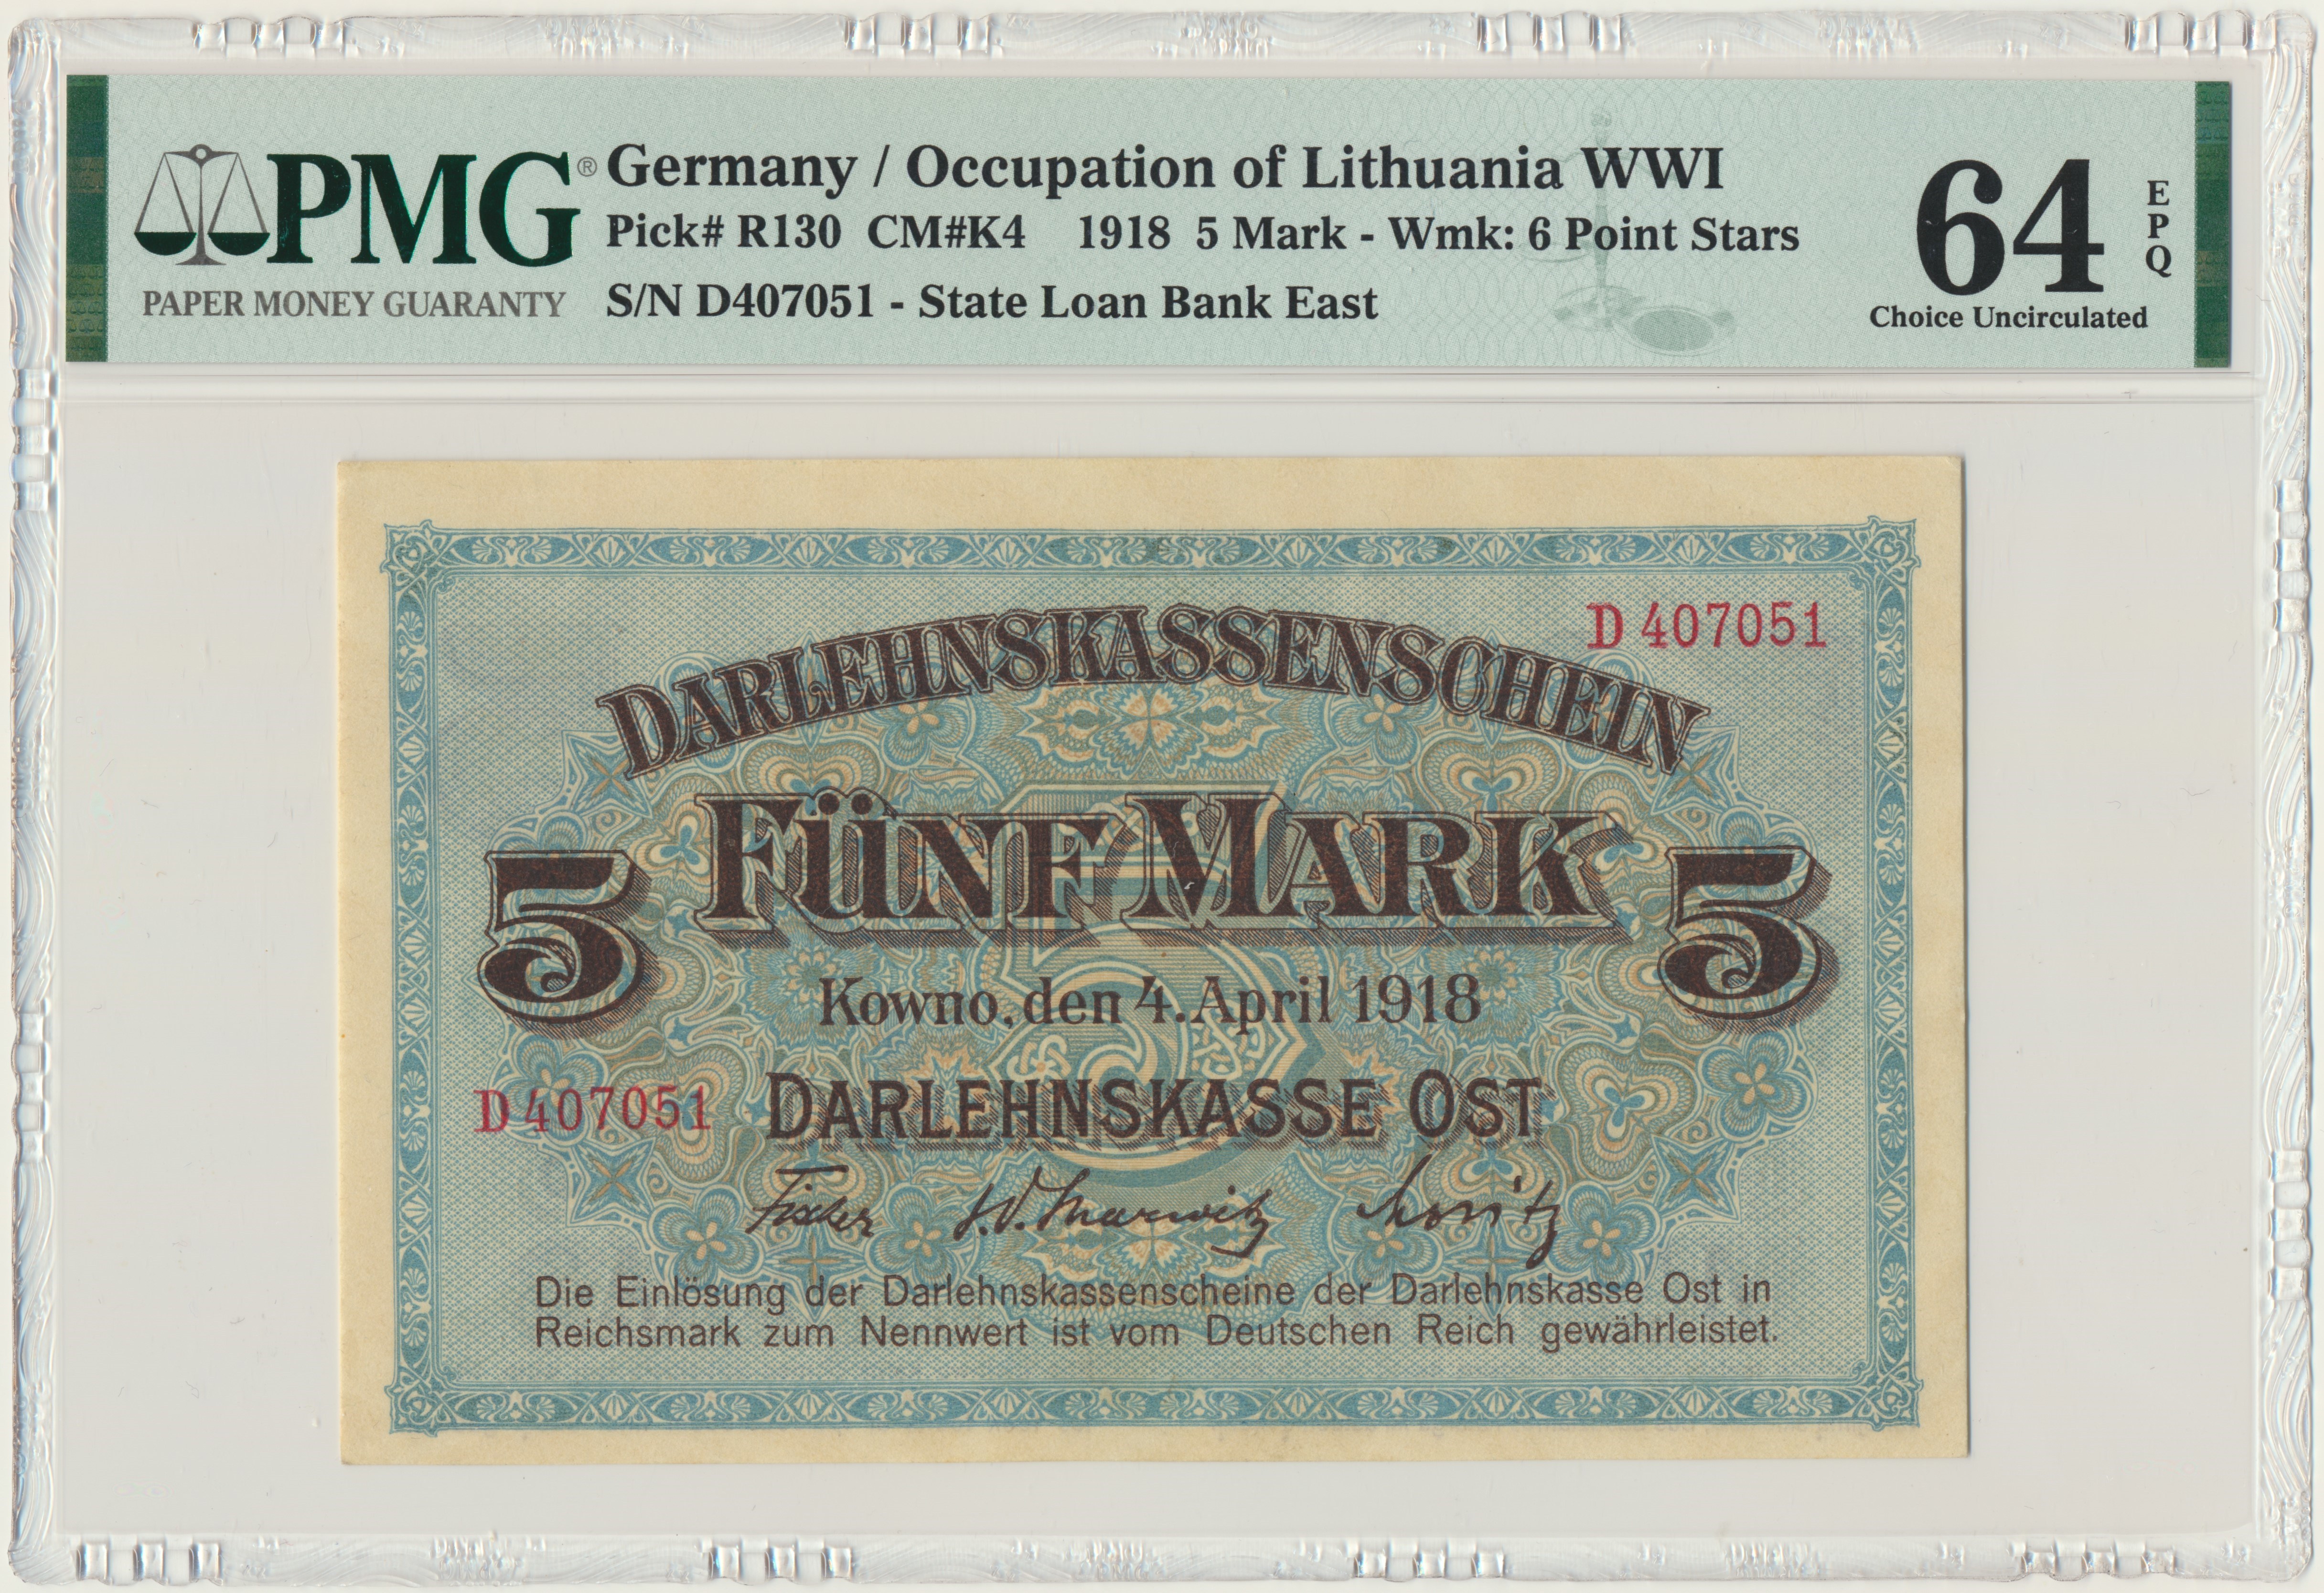 PMG®
PAPER MONEY GUARANTY
Germany / Occupation of Lithuania WWI
Pick# R130 CM#K4 1918 5 Mark - Wmk: 6 Point Stars
S/N D407051 - State Loan Bank East
64
EPQ
Choice Uncirculated
D 407051
DARLEHNSKASSENSCHEIN
5 FÜNF MARK 5
Kowno, den 4. April 1918
D 407051
DARLEHNSKASSE OST
Fischer S. V. Marwitz Moritz
Die Einlösung der Darlehnskassenscheine der Darlehnskasse Ost in
Reichsmark zum Nennwert ist vom Deutschen Reich gewährleistet.